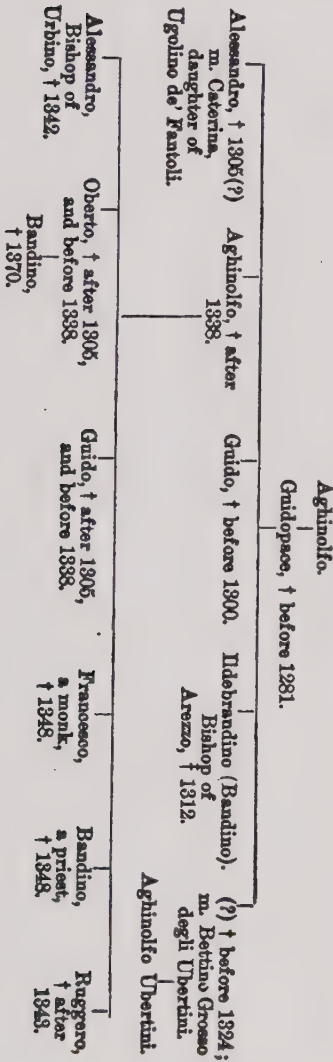 Aghinolfo.
Guidopace, † before 1281.
Alessandro, † 1305(?)
m. Caterina,
daughter of
Ugolino de' Fantoli.
Aghinolfo, † after
1338.
Guido, † before 1300.
Ildebrandino (Bandino).
Bishop of
Arezzo, † 1312.
(?) † before 1324;
m. Bettino Grosso
degli Ubertini.
Aghinolfo Ubertini.
Alessandro,
Bishop of
Urbino, † 1342.
Oberto, † after 1305,
and before 1338.
Bandino,
† 1370.
Guido, † after 1305,
and before 1338.
Francesco,
a monk,
† 1348.
Bandino,
a priest,
† 1348.
Ruggero,
† after
1348.